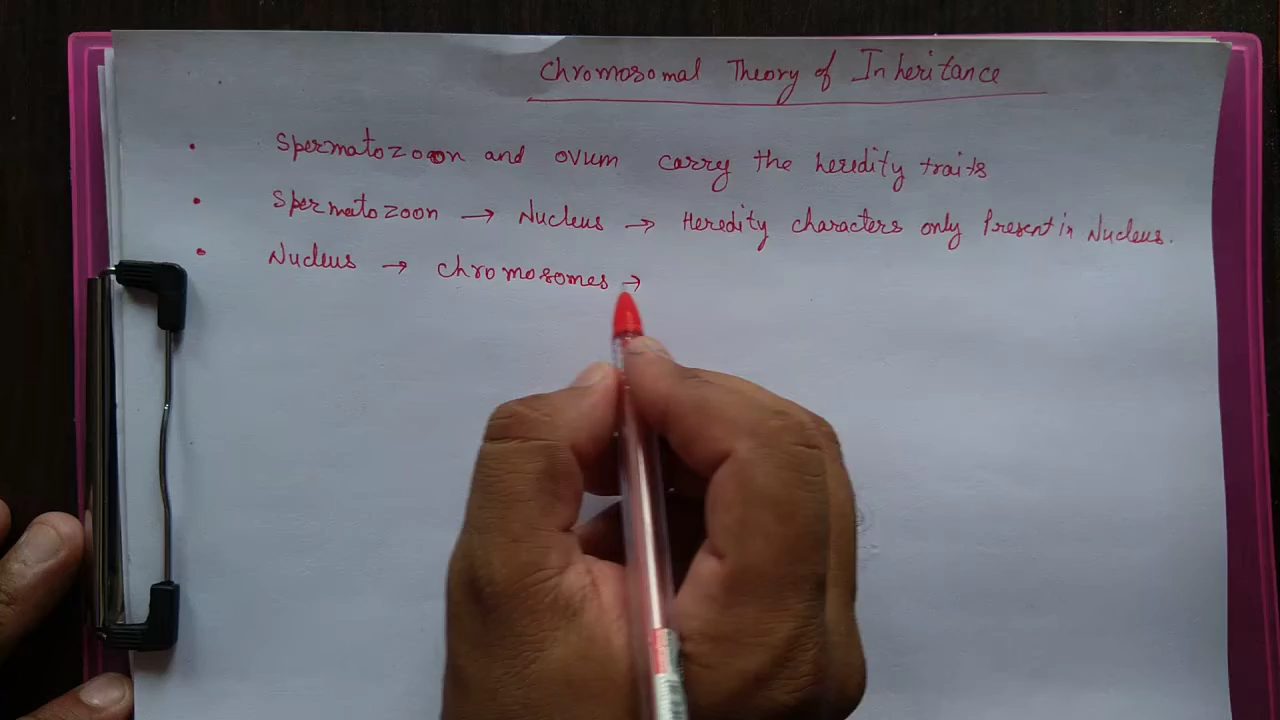 Chromosomal Theory of Inheritance
• Spermatozoon and ovum carry the heredity traits
• Spermatozoon → Nucleus → Heredity characters only Present in Nucleus.
• Nucleus → chromosomes →